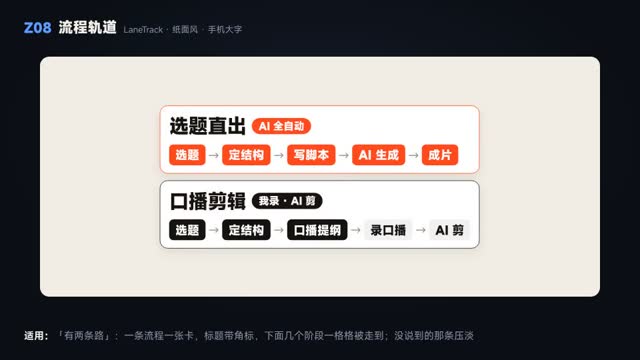 Z08 流程轨道 LaneTrack · 纸面风 · 手机大字
选题直出 AI 全自动
选题 → 定结构 → 写脚本 → AI 生成 → 成片
口播剪辑 我录 · AI 剪
选题 → 定结构 → 口播提纲 → 录口播 → AI 剪
适用：「有两条路」：一条流程一张卡，标题带角标，下面几个阶段一格格被走到；没说到的那条压淡